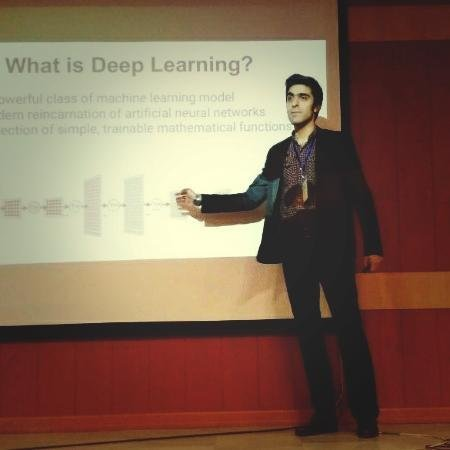 What is Deep Learning?
owerful class of machine learning model
dern reincarnation of artificial neural networks
ection of simple, trainable mathematical functions